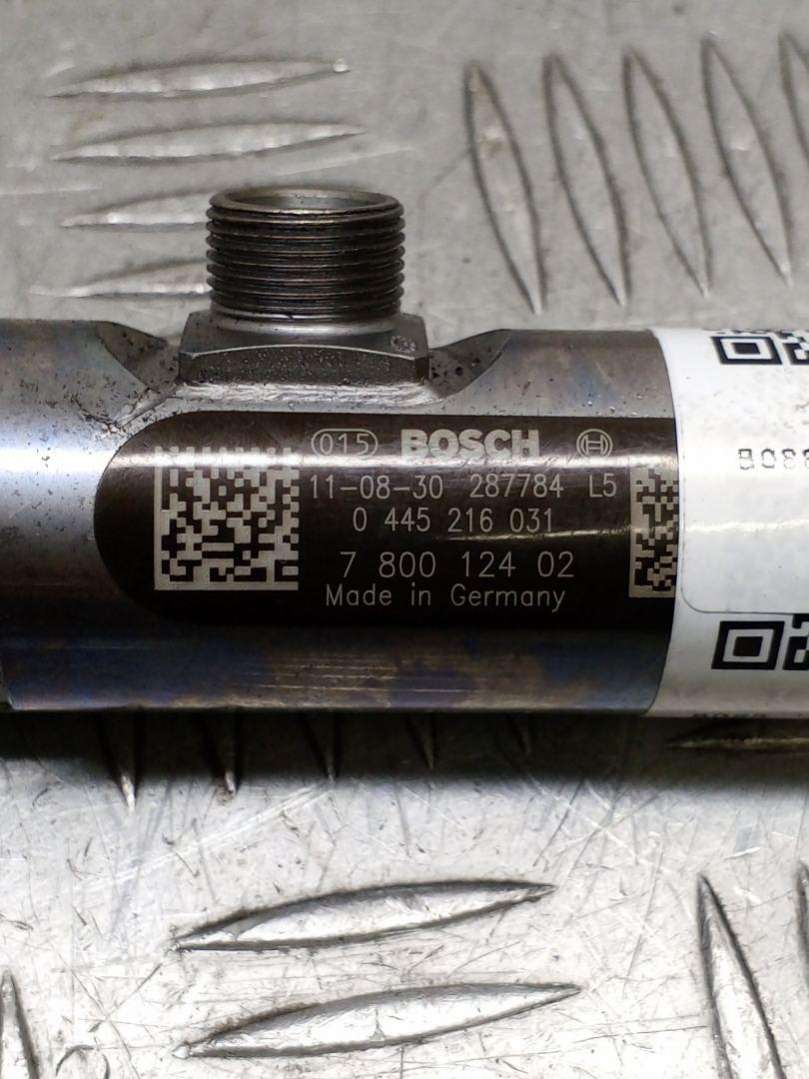 015 BOSCH
11-08-30 287784 L5
0 445 216 031
7 800 124 02
Made in Germany